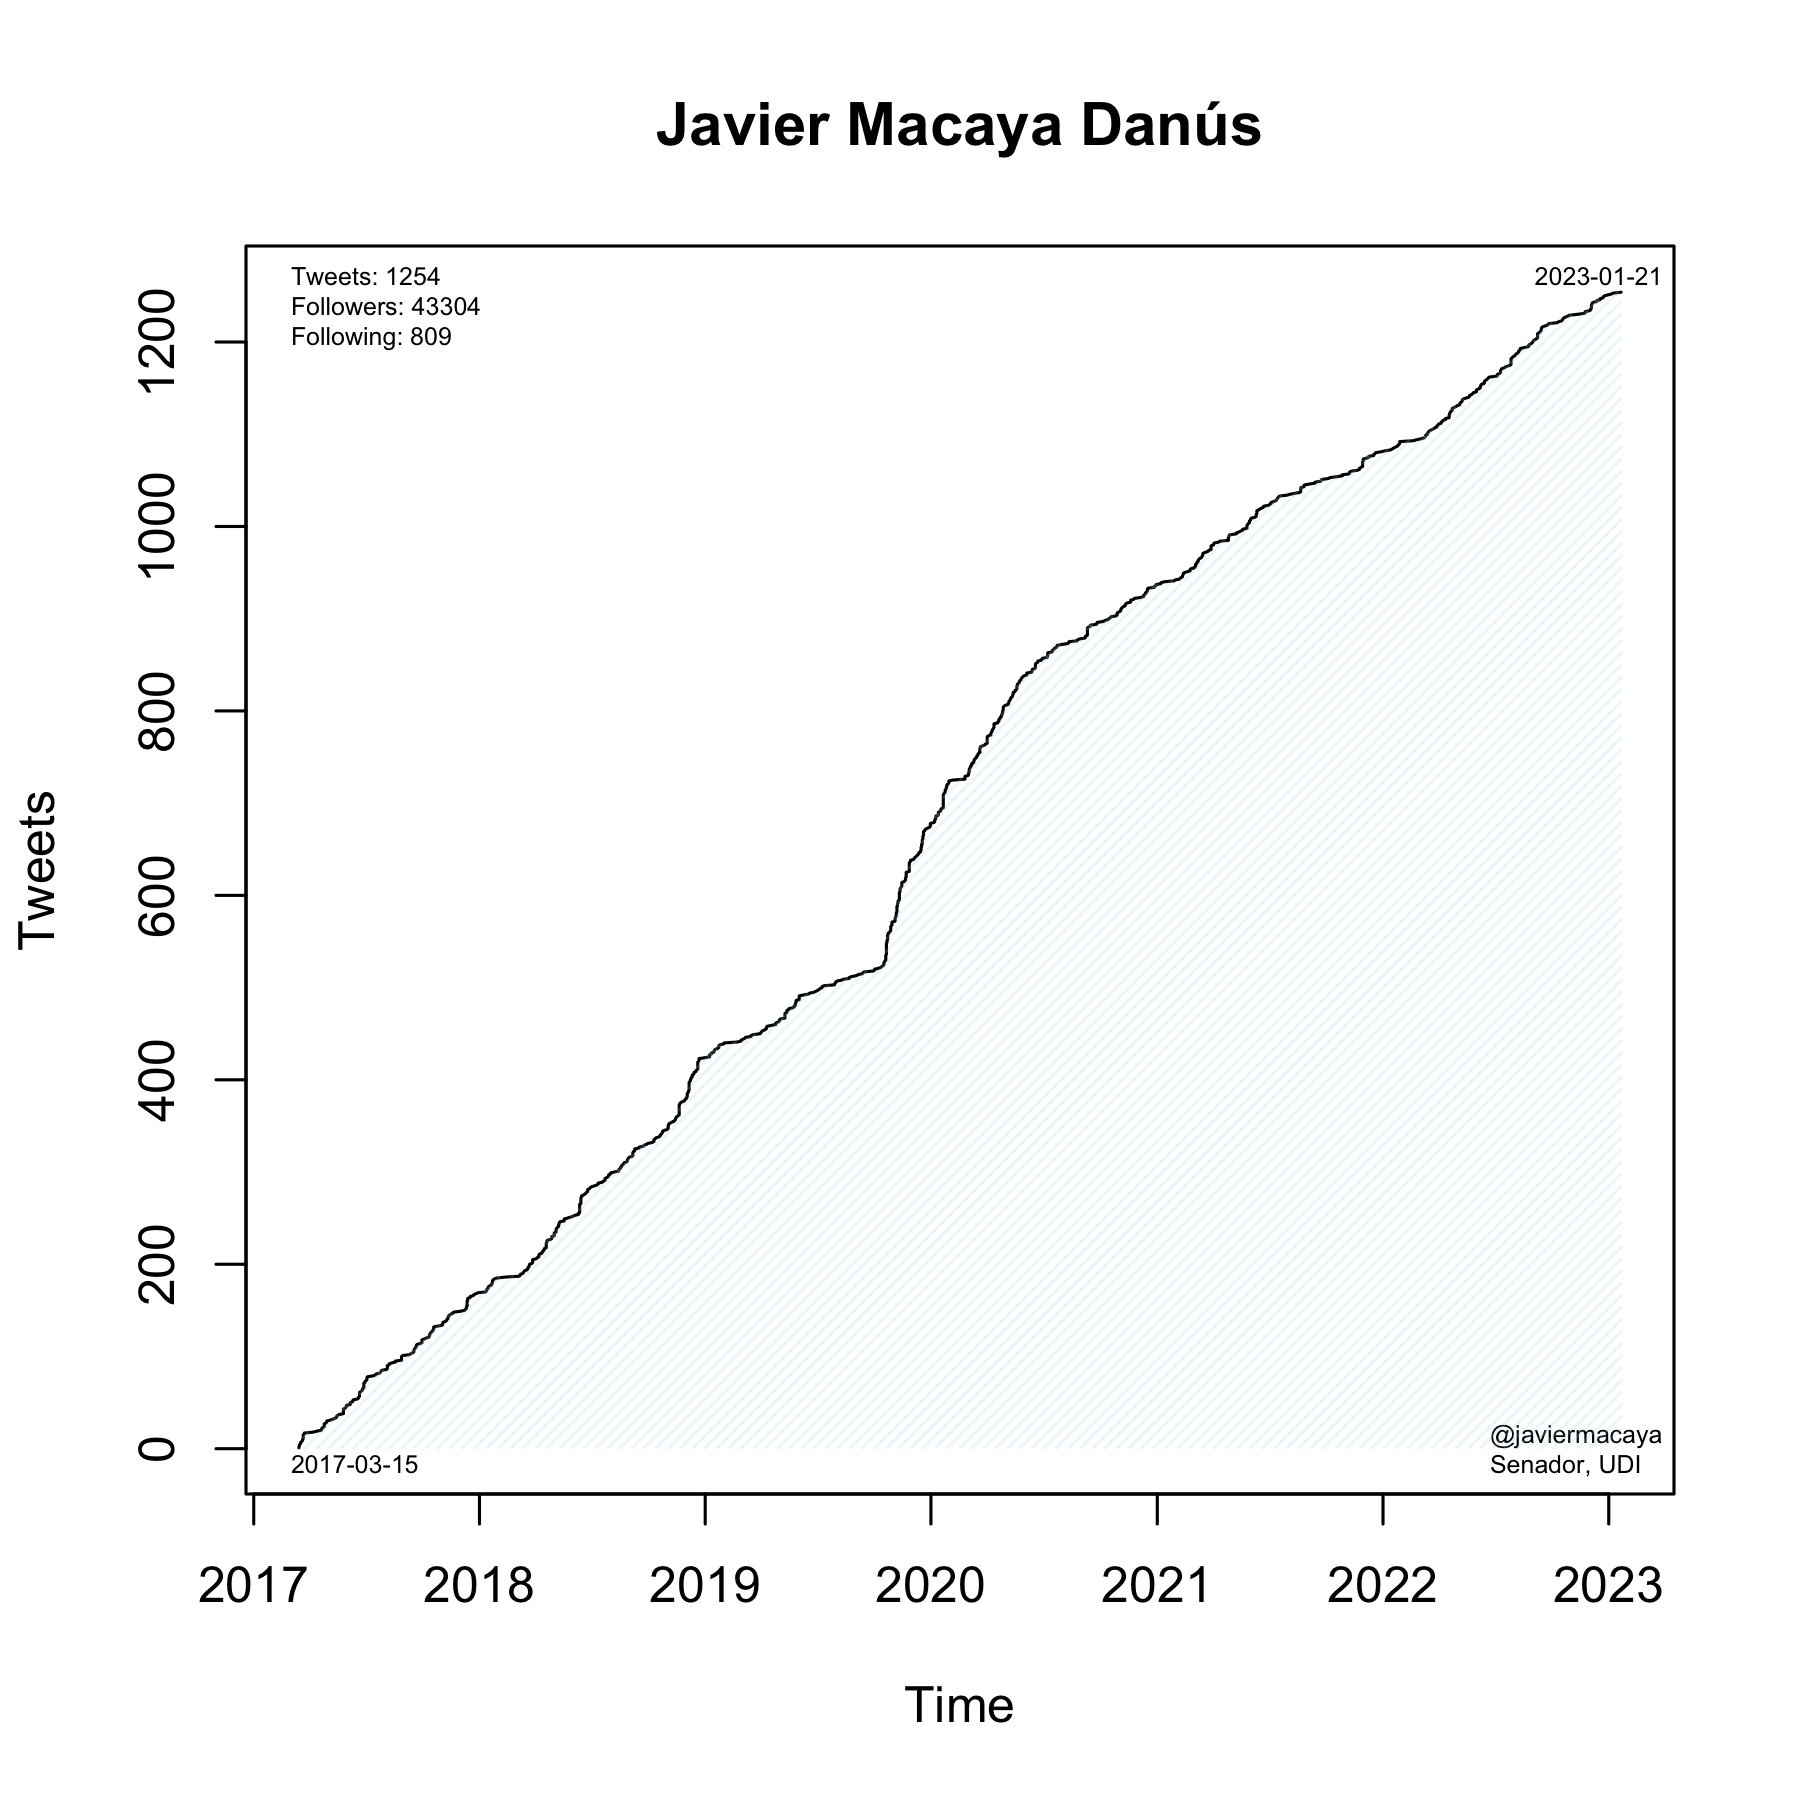 Javier Macaya Danús
Tweets: 1254
Followers: 43304
Following: 809
2023-01-21
1200
1000
800
600
400
200
0
Tweets
2017-03-15
@javiermacaya
Senador, UDI
2017 2018 2019 2020 2021 2022 2023
Time